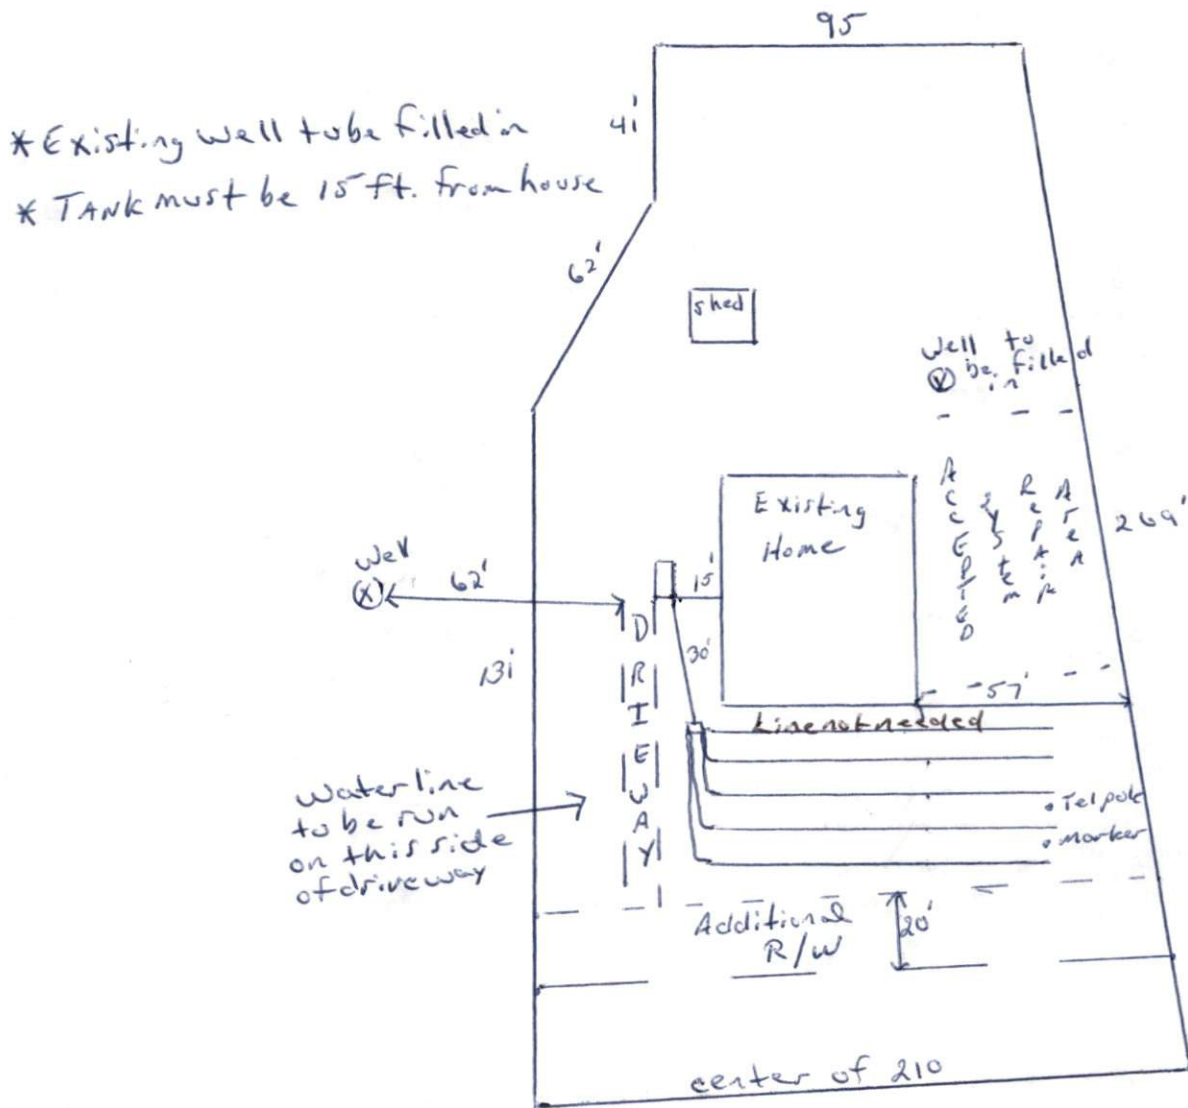 95
* Existing well to be filled in
41'
* TANK must be 15 ft. from house
62'
shed
Well to
be filled
in
ACCEPTED
System
Repair
Area
269'
Existing
Home
Well
62'
15'
30'
131
DRIEWAY
57'
Line not needed
Water line
to be run
on this side
of driveway
Tel pole
marker
Additional
R/W
20'
center of 210